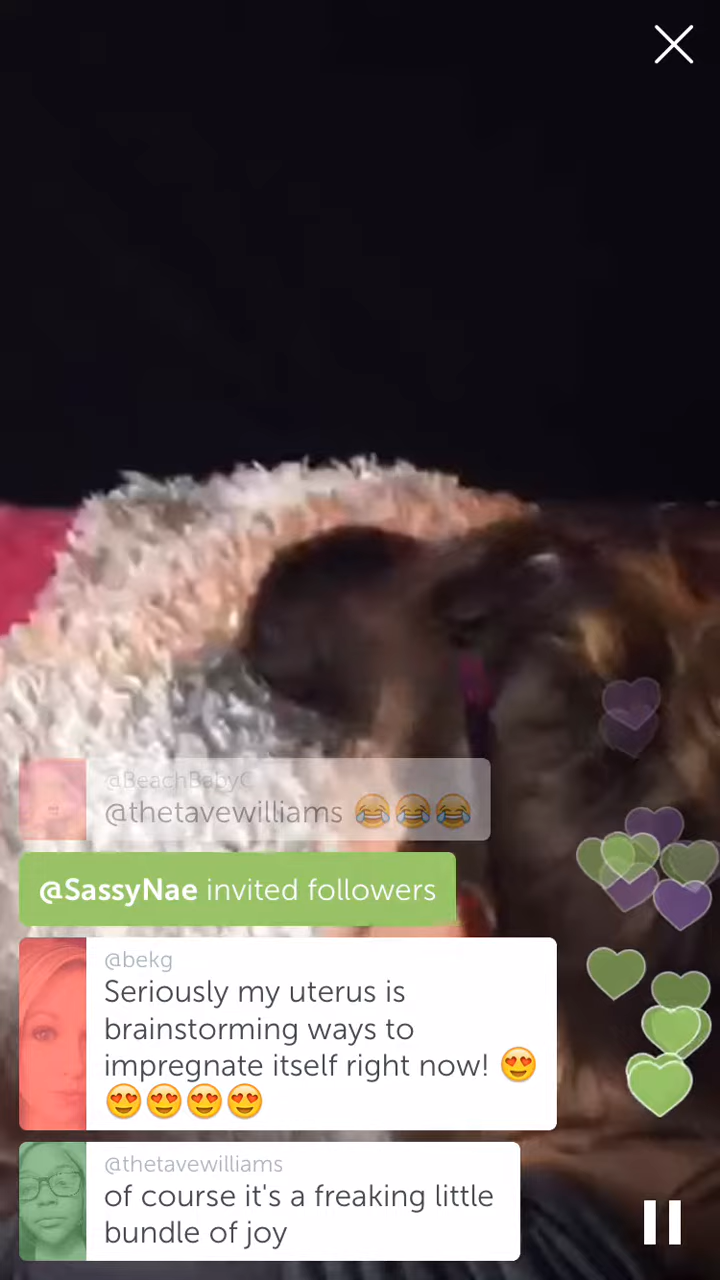 @BeachBabyC
@thetavewilliams 😂😂😂
@SassyNae invited followers
@bekg
Seriously my uterus is
brainstorming ways to
impregnate itself right now! 😍
😍😍😍😍
@thetavewilliams
of course it's a freaking little
bundle of joy